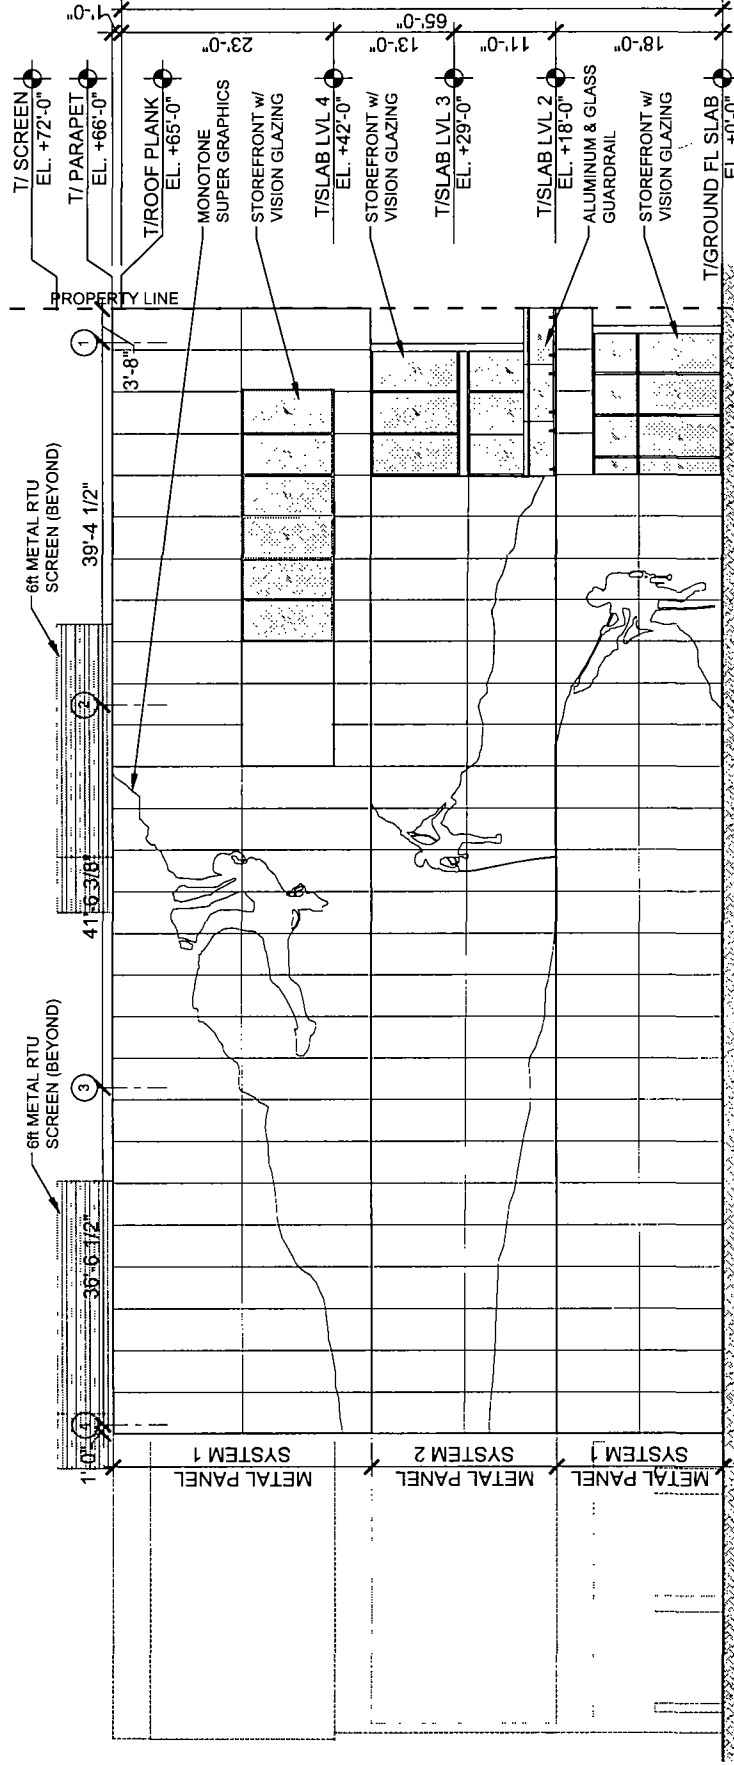 T/ SCREEN
EL. +72'-0"
T/ PARAPET
EL. +66'-0"
T/ROOF PLANK
EL. +65'-0"
MONOTONE
SUPER GRAPHICS
STOREFRONT w/
VISION GLAZING
T/SLAB LVL 4
EL. +42'-0"
STOREFRONT w/
VISION GLAZING
T/SLAB LVL 3
EL. +29'-0"
T/SLAB LVL 2
EL. +18'-0"
ALUMINUM & GLASS
GUARDRAIL
STOREFRONT w/
VISION GLAZING
T/GROUND FL SLAB
EL. +0'-0"
1'-0"
65'-0"
23'-0"
13'-0"
11'-0"
18'-0"
PROPERTY LINE
1
3'-8"
39'-4 1/2"
6ft METAL RTU
SCREEN (BEYOND)
2
41'-6 3/8"
6ft METAL RTU
SCREEN (BEYOND)
3
36'-6 1/2"
4
1'-0"
METAL PANEL
SYSTEM 1
METAL PANEL
SYSTEM 2
METAL PANEL
SYSTEM 1